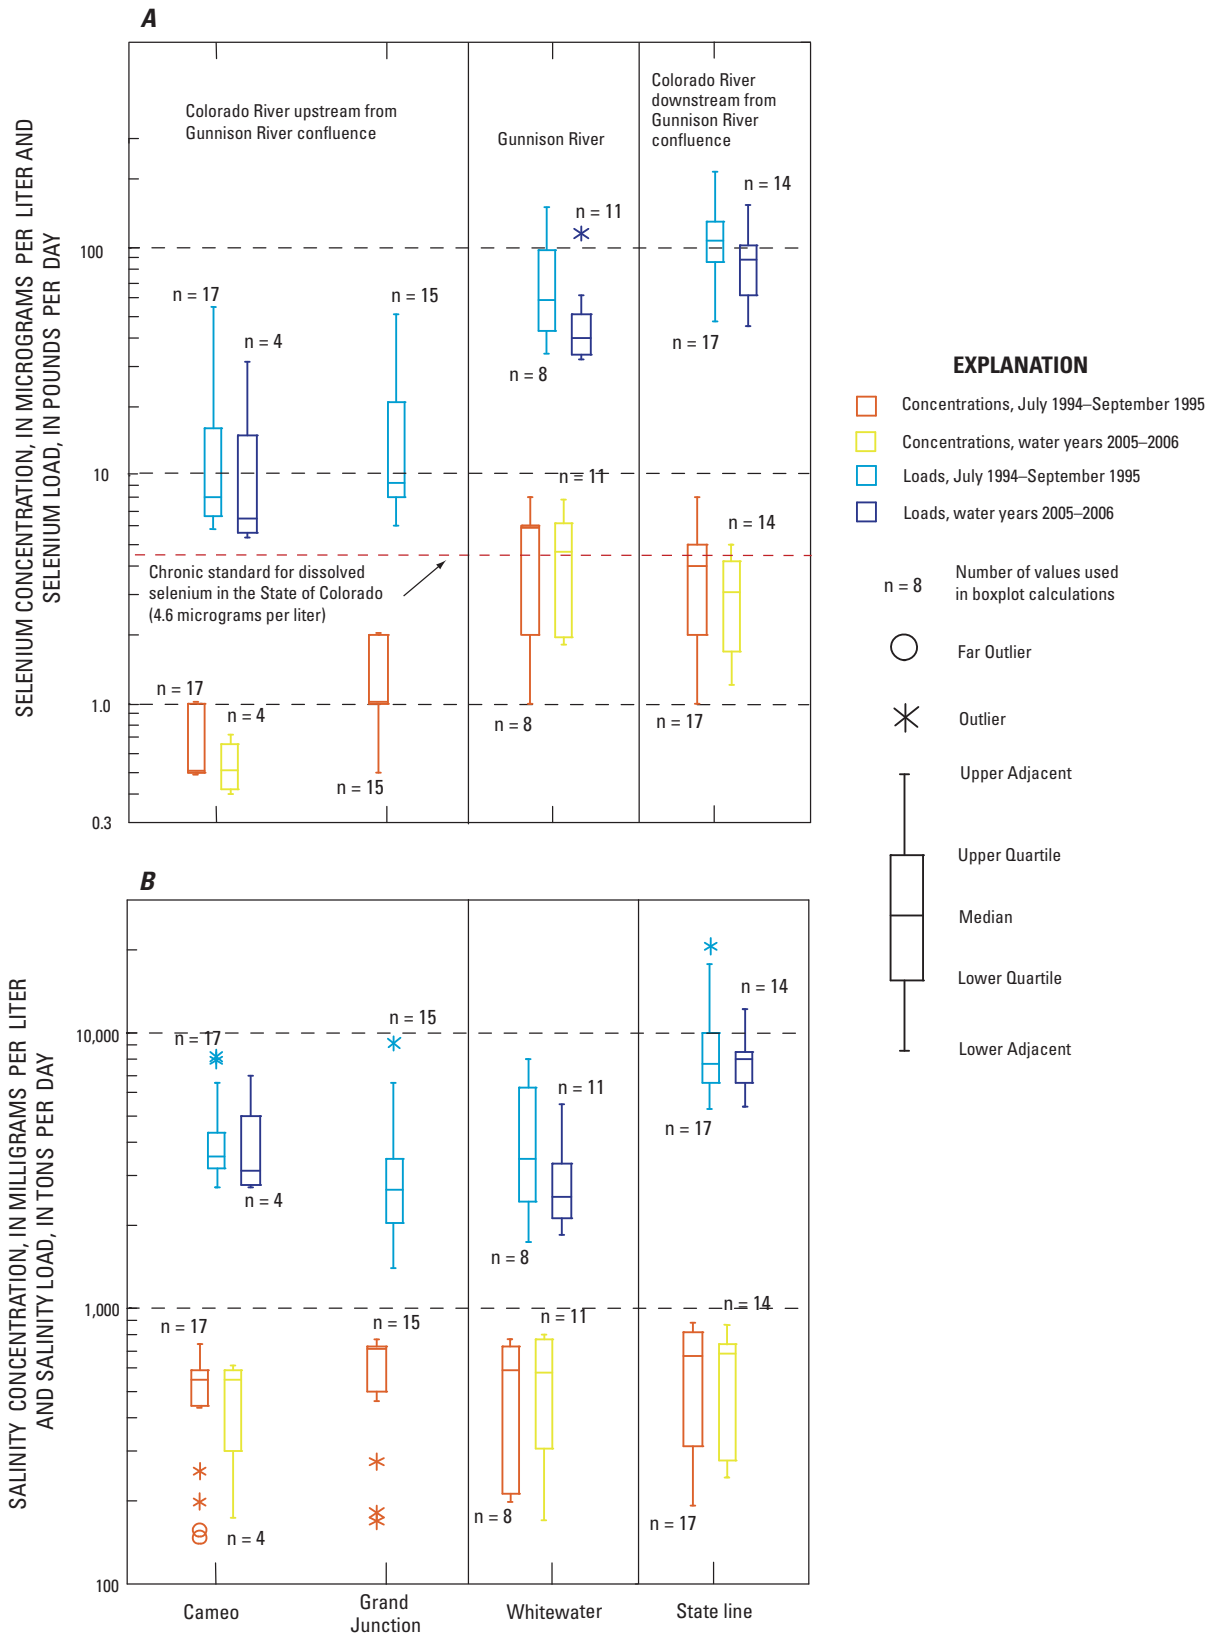 A
SELENIUM CONCENTRATION, IN MICROGRAMS PER LITER AND
SELENIUM LOAD, IN POUNDS PER DAY
100
10
1.0
0.3
Colorado River upstream from
Gunnison River confluence
Gunnison River
Colorado River
downstream from
Gunnison River
confluence
n = 17
n = 4
n = 15
n = 11
n = 8
n = 14
n = 17
n = 11
n = 14
Chronic standard for dissolved
selenium in the State of Colorado
(4.6 micrograms per liter)
n = 17
n = 4
n = 15
n = 8
n = 17
EXPLANATION
Concentrations, July 1994–September 1995
Concentrations, water years 2005–2006
Loads, July 1994–September 1995
Loads, water years 2005–2006
n = 8
Number of values used
in boxplot calculations
Far Outlier
Outlier
Upper Adjacent
Upper Quartile
Median
Lower Quartile
Lower Adjacent
B
SALINITY CONCENTRATION, IN MILLIGRAMS PER LITER
AND SALINITY LOAD, IN TONS PER DAY
10,000
1,000
100
n = 17
n = 4
n = 15
n = 11
n = 8
n = 14
n = 17
n = 17
n = 15
n = 11
n = 14
n = 4
n = 8
n = 17
Cameo
Grand
Junction
Whitewater
State line